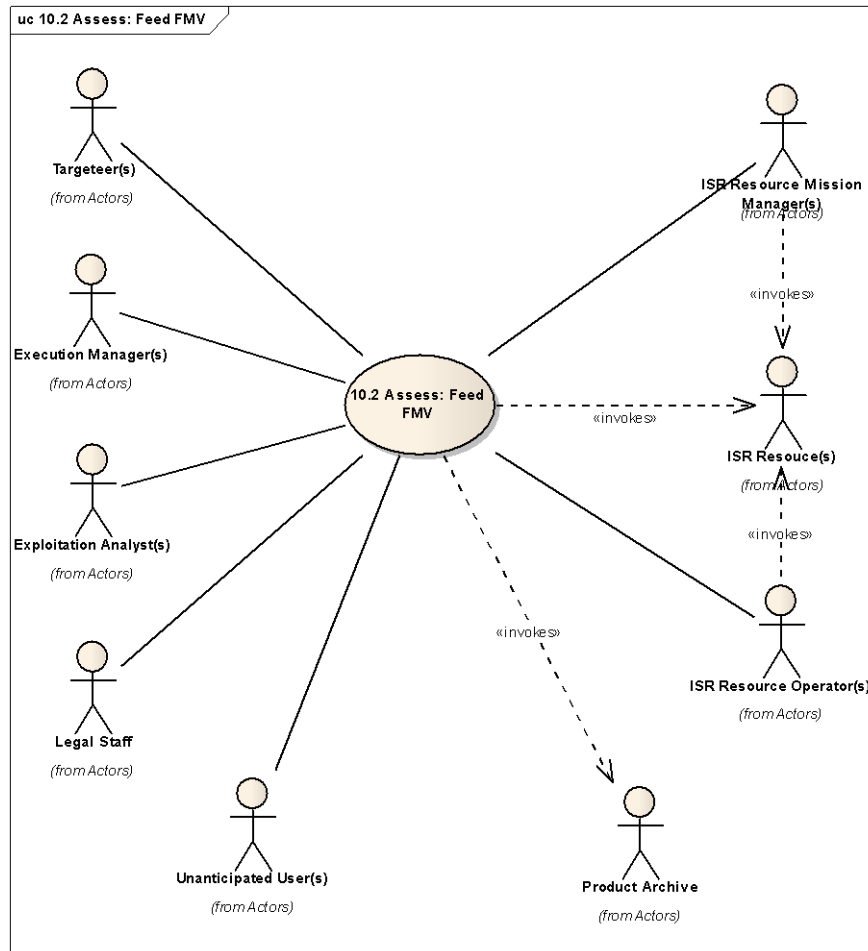 uc 10.2 Assess: Feed FMV
Targeteer(s)
(from Actors)
ISR Resource Mission
Manager(s)
(from Actors)
«invokes»
Execution Manager(s)
(from Actors)
10.2 Assess: Feed
FMV
«invokes»
ISR Resouce(s)
(from Actors)
«invokes»
Exploitation Analyst(s)
(from Actors)
«invokes»
ISR Resource Operator(s)
(from Actors)
Legal Staff
(from Actors)
Unanticipated User(s)
(from Actors)
Product Archive
(from Actors)